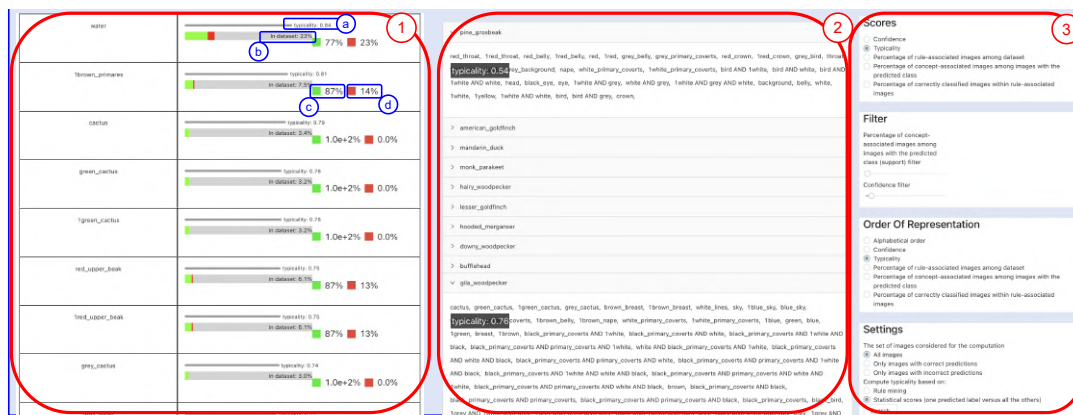 water
typicality: 0.84
a
1
In dataset: 23%
b
77% 23%
1brown_primares
typicality: 0.81
In dataset: 7.5%
87% 14%
c
d
cactus
typicality: 0.79
In dataset: 3.4%
1.0e+2% 0.0%
green_cactus
typicality: 0.76
In dataset: 3.2%
1.0e+2% 0.0%
1green_cactus
typicality: 0.76
In dataset: 3.2%
1.0e+2% 0.0%
red_upper_beak
typicality: 0.75
In dataset: 6.1%
87% 13%
1red_upper_beak
typicality: 0.75
In dataset: 6.1%
87% 13%
grey_cactus
typicality: 0.74
In dataset: 3.0%
1.0e+2% 0.0%
2
pine_grosbeak
red_throat, 1red_throat, red_belly, 1red_belly, red, 1red, grey_belly, grey_primary_coverts, red_crown, 1red_crown, grey_bird, throat,
typicality: 0.54 ey_background, nape, white_primary_coverts, 1white_primary_coverts, bird AND 1white, bird AND white, bird AND
1white AND white, head, black_eye, eye, 1white AND grey, white AND grey, 1white AND grey AND white, background, belly, white,
1white, 1yellow, 1white AND white, bird, bird AND grey, crown,
american_goldfinch
mandarin_duck
monk_parakeet
hairy_woodpecker
lesser_goldfinch
hooded_merganser
downy_woodpecker
bufflehead
gila_woodpecker
cactus, green_cactus, 1green_cactus, grey_cactus, brown_breast, 1brown_breast, white_lines, sky, 1blue_sky, blue_sky,
typicality: 0.76 coverts, 1brown_belly, 1brown_nape, white_primary_coverts, 1white_primary_coverts, 1blue, green, blue,
1green, breast, 1brown, black_primary_coverts AND 1white, black_primary_coverts AND white, black_primary_coverts AND 1white AND
black, black_primary_coverts AND primary_coverts AND 1white, white AND black, 1white AND white AND black, black_primary_coverts
AND white AND black, black_primary_coverts AND primary_coverts AND white, black_primary_coverts AND primary_coverts AND 1white
AND black, black_primary_coverts AND 1white AND white AND black, black_primary_coverts AND primary_coverts AND 1white AND
1white, black_primary_coverts AND primary_coverts AND white AND black, brown, black_primary_coverts AND black,
black_primary_coverts AND primary_coverts AND black, black_primary_coverts AND primary_coverts, black_bird,
3
Scores
Confidence
Typicality
Percentage of rule-associated images among dataset
Percentage of concept-associated images among images with the
predicted class
Percentage of correctly classified images within rule-associated
images
Filter
Percentage of concept-
associated images among
images with the predicted
class (support) filter
Confidence filter
Order Of Representation
Alphabetical order
Confidence
Typicality
Percentage of rule-associated images among dataset
Percentage of concept-associated images among images with the
predicted class
Percentage of correctly classified images within rule-associated
images
Settings
The set of images considered for the computation
All images
Only images with correct predictions
Only images with incorrect predictions
Compute typicality based on:
Rule mining
Statistical scores (one predicted label versus all the others)